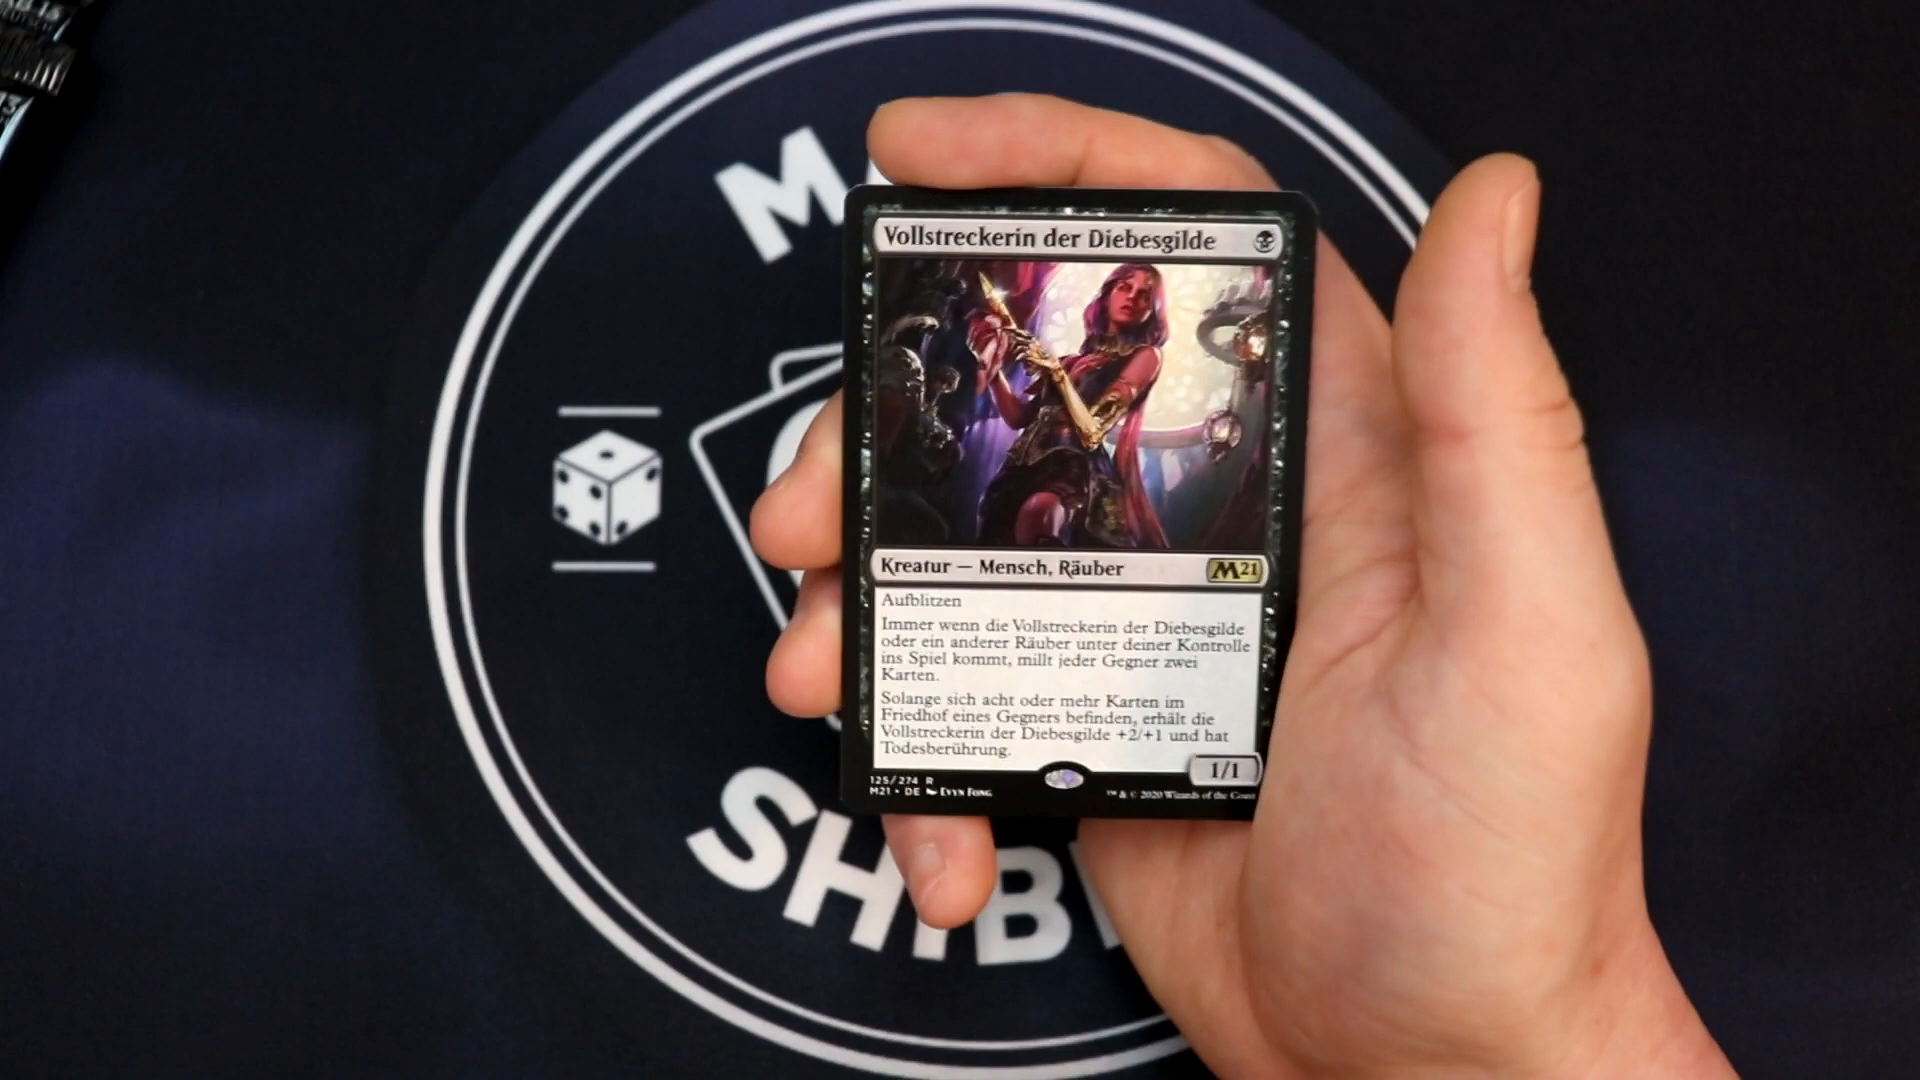 Vollstreckerin der Diebesgilde
Kreatur — Mensch, Räuber
M21
Aufblitzen
Immer wenn die Vollstreckerin der Diebesgilde
oder ein anderer Räuber unter deiner Kontrolle
ins Spiel kommt, millt jeder Gegner zwei
Karten.
Solange sich acht oder mehr Karten im
Friedhof eines Gegners befinden, erhält die
Vollstreckerin der Diebesgilde +2/+1 und hat
Todesberührung.
1/1
125/274 R
M21 • DE Evyn Fong
™ & © 2020 Wizards of the Coast